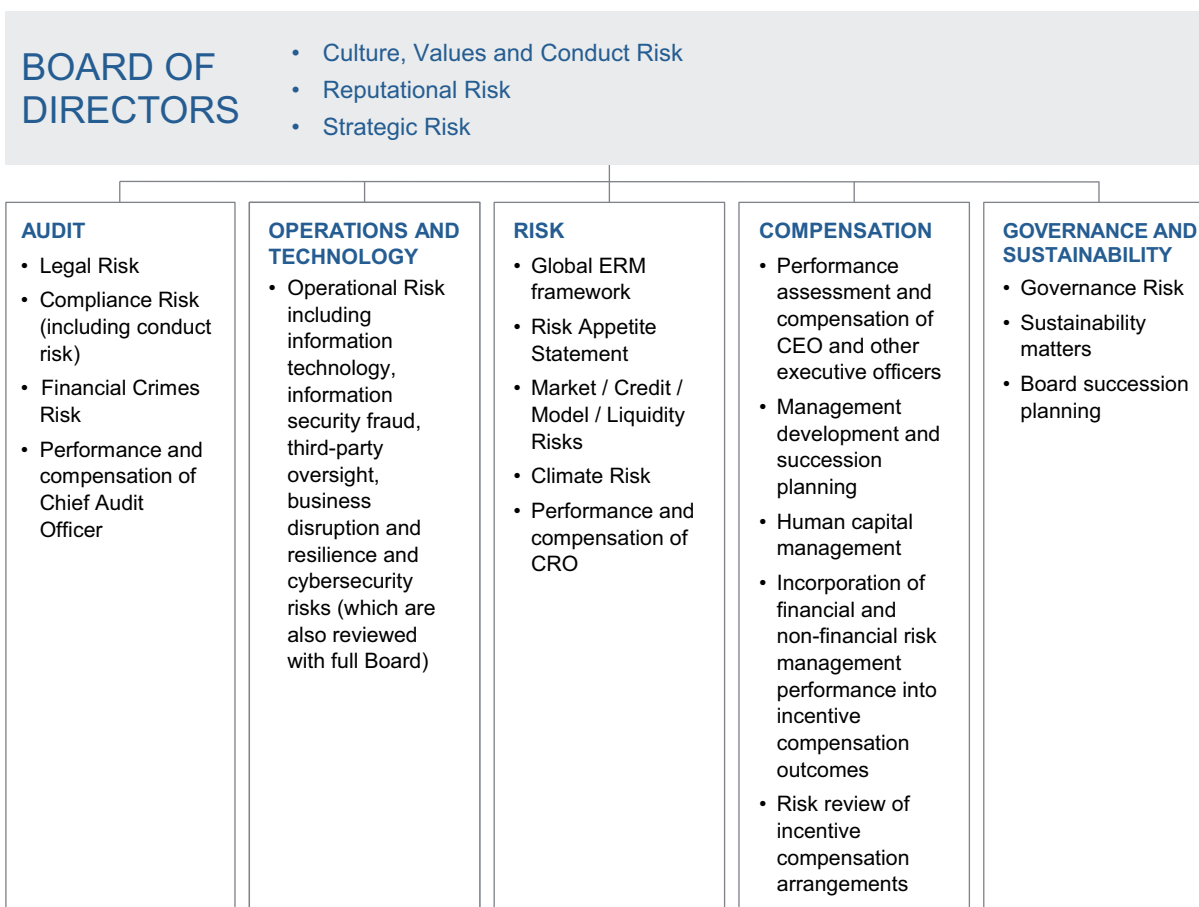 BOARD OF
DIRECTORS
• Culture, Values and Conduct Risk
• Reputational Risk
• Strategic Risk
AUDIT
• Legal Risk
• Compliance Risk
(including conduct
risk)
• Financial Crimes
Risk
• Performance and
compensation of
Chief Audit
Officer
OPERATIONS AND
TECHNOLOGY
• Operational Risk
including
information
technology,
information
security fraud,
third-party
oversight,
business
disruption and
resilience and
cybersecurity
risks (which are
also reviewed
with full Board)
RISK
• Global ERM
framework
• Risk Appetite
Statement
• Market / Credit /
Model / Liquidity
Risks
• Climate Risk
• Performance and
compensation of
CRO
COMPENSATION
• Performance
assessment and
compensation of
CEO and other
executive officers
• Management
development and
succession
planning
• Human capital
management
• Incorporation of
financial and
non-financial risk
management
performance into
incentive
compensation
outcomes
• Risk review of
incentive
compensation
arrangements
GOVERNANCE AND
SUSTAINABILITY
• Governance Risk
• Sustainability
matters
• Board succession
planning